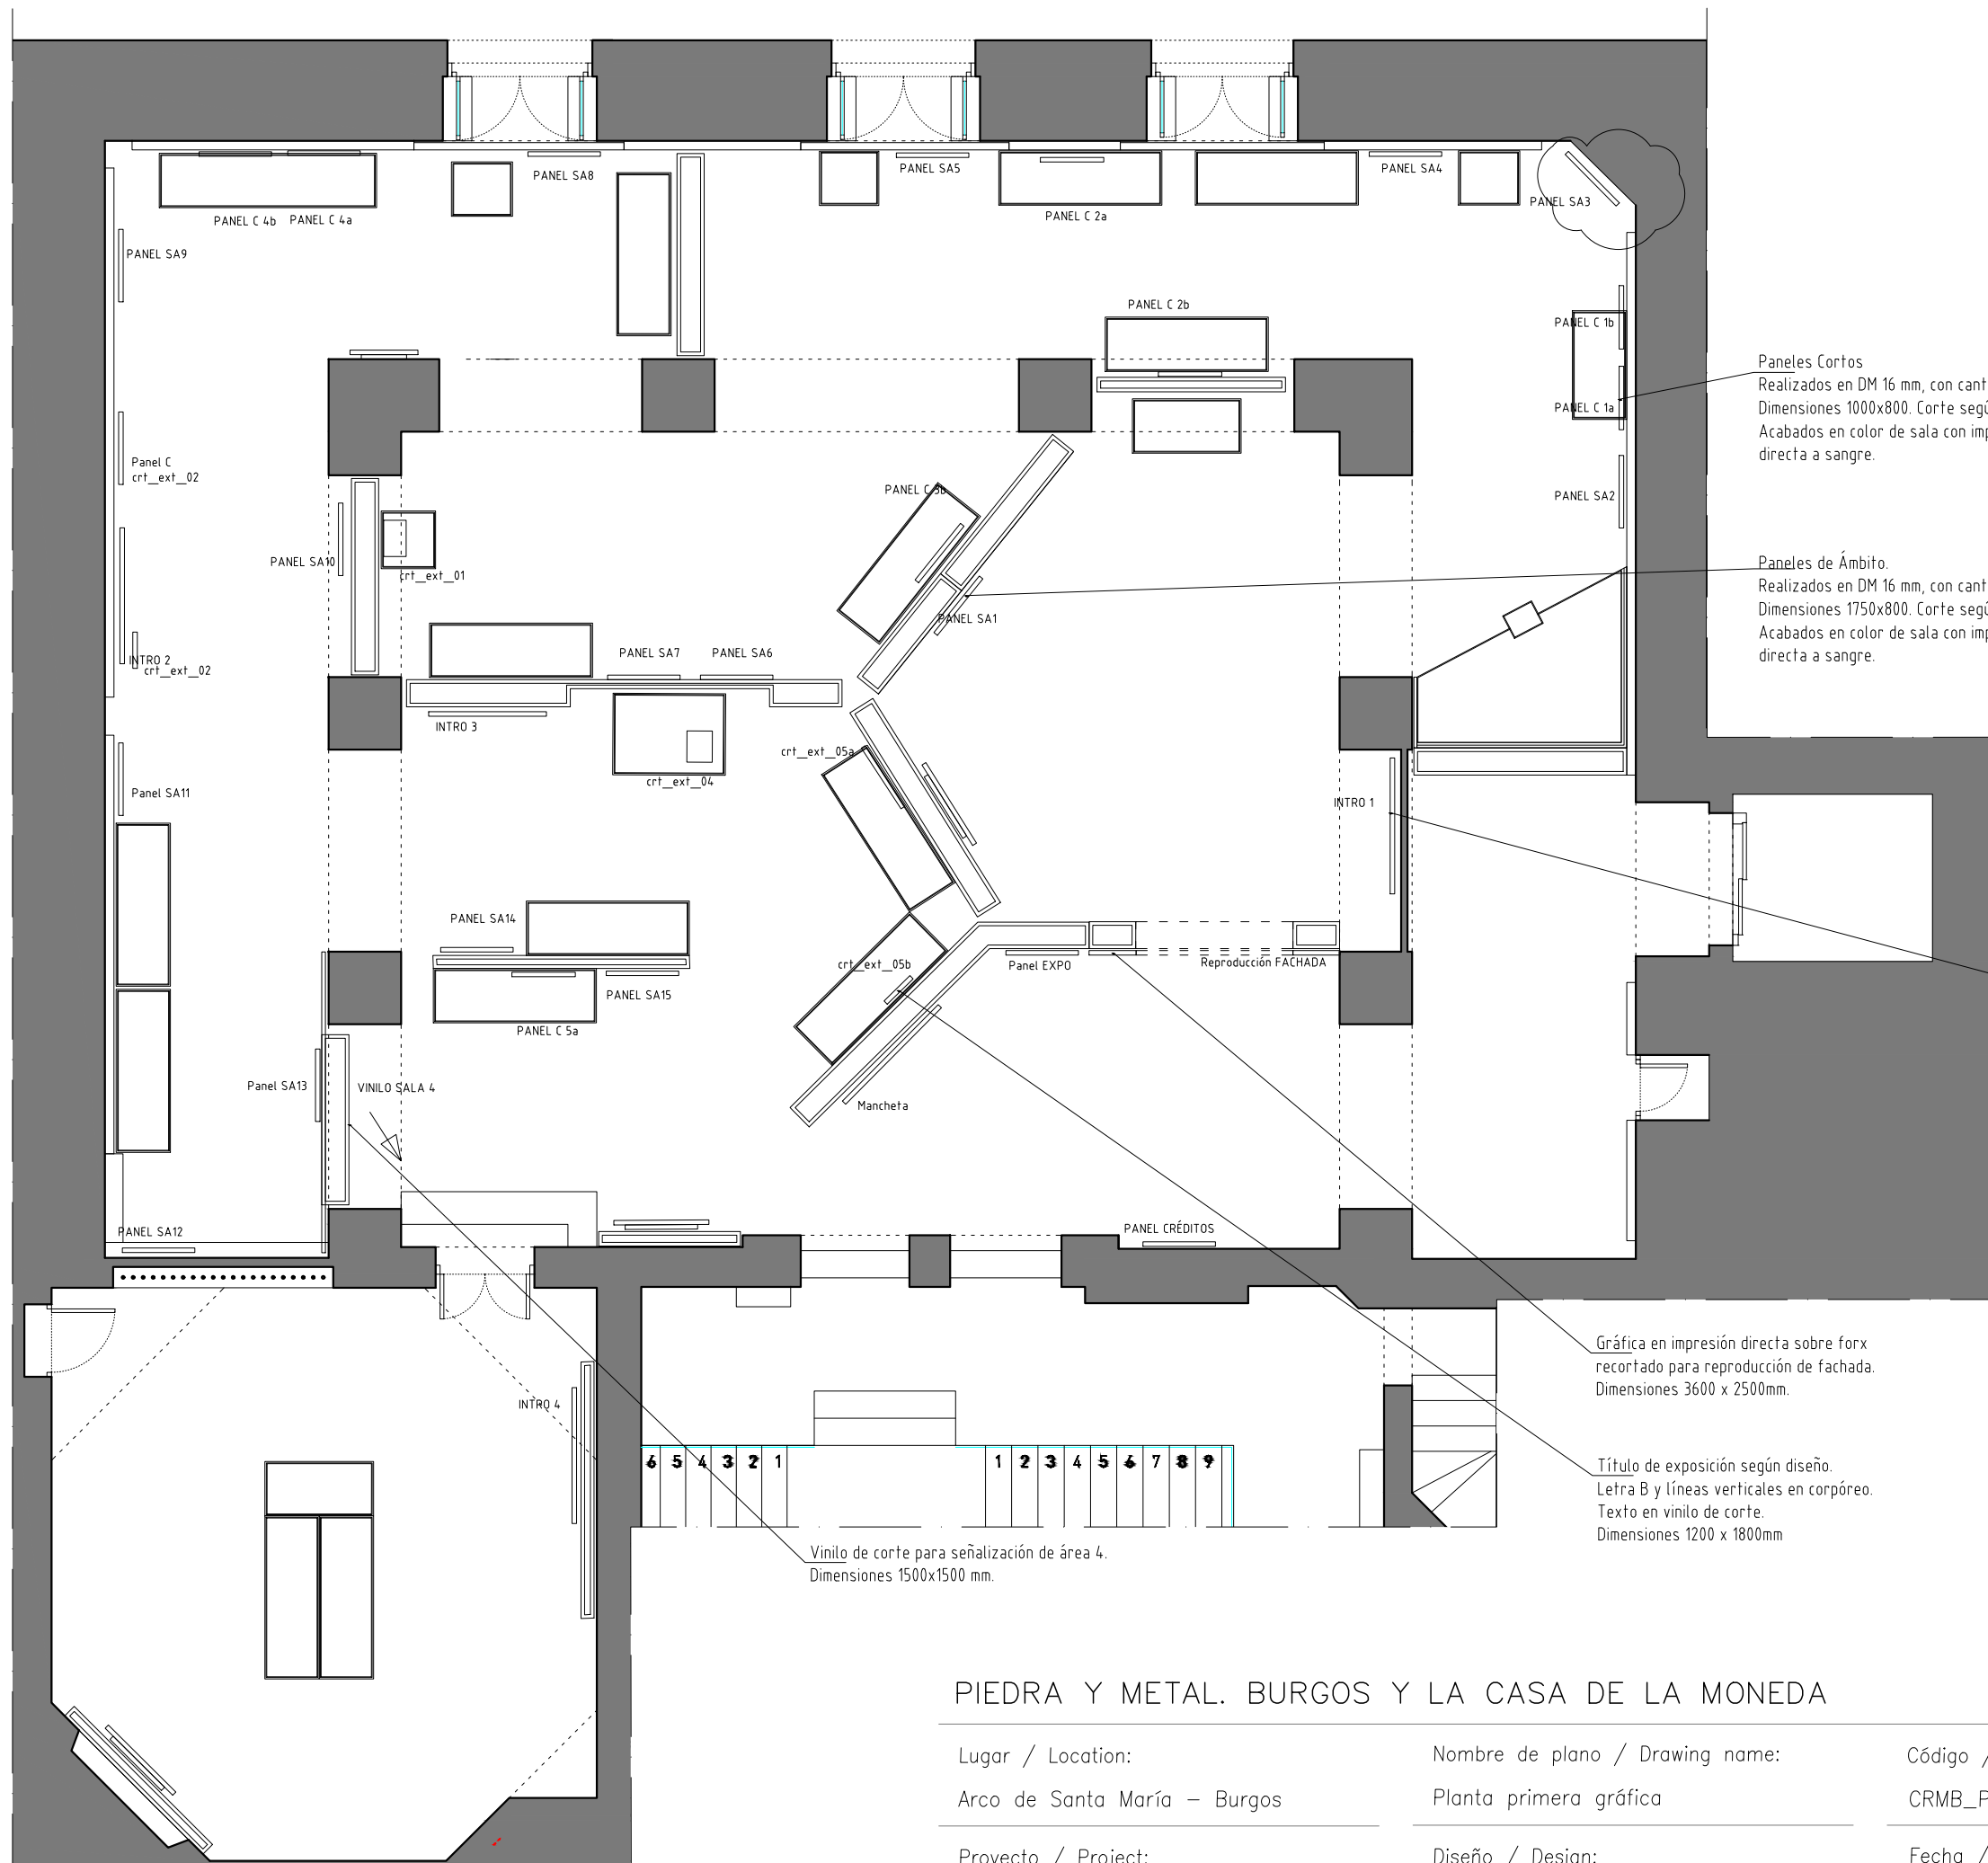 PANEL SA8
PANEL SA5
PANEL SA4
PANEL SA3
PANEL C 4b
PANEL C 4a
PANEL C 2a
PANEL SA9
PANEL C 2b
PANEL C 1b
PANEL C 1a
Paneles Cortos
Realizados en DM 16 mm, con cant
Dimensiones 1000x800. Corte segú
Acabados en color de sala con imp
directa a sangre.
Panel C
crt_ext_02
PANEL C 3b
PANEL SA2
PANEL SA10
crt_ext_01
Paneles de Ámbito.
Realizados en DM 16 mm, con cant
Dimensiones 1750x800. Corte segú
Acabados en color de sala con imp
directa a sangre.
PANEL SA1
INTRO 2
crt_ext_02
PANEL SA7
PANEL SA6
INTRO 3
crt_ext_05a
crt_ext_04
Panel SA11
INTRO 1
PANEL SA14
crt_ext_05b
Panel EXPO
Reproducción FACHADA
PANEL SA15
PANEL C 5a
Panel SA13
VINILO SALA 4
Mancheta
PANEL SA12
PANEL CRÉDITOS
Gráfica en impresión directa sobre forx
recortado para reproducción de fachada.
Dimensiones 3600 x 2500mm.
INTRO 4
6 5 4 3 2 1
1 2 3 4 5 6 7 8 9
Título de exposición según diseño.
Letra B y líneas verticales en corpóreo.
Texto en vinilo de corte.
Dimensiones 1200 x 1800mm
Vinilo de corte para señalización de área 4.
Dimensiones 1500x1500 mm.
PIEDRA Y METAL. BURGOS Y LA CASA DE LA MONEDA
Lugar / Location:
Arco de Santa María – Burgos
Nombre de plano / Drawing name:
Planta primera gráfica
Código /
CRMB_P
Proyecto / Project:
Diseño / Design:
Fecha /